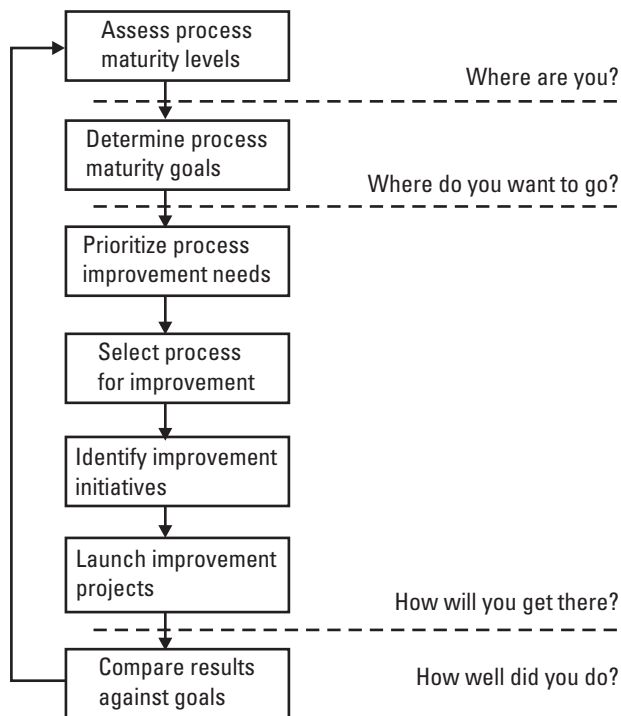 Assess process
maturity levels
Where are you?
Determine process
maturity goals
Where do you want to go?
Prioritize process
improvement needs
Select process
for improvement
Identify improvement
initiatives
Launch improvement
projects
How will you get there?
Compare results
against goals
How well did you do?